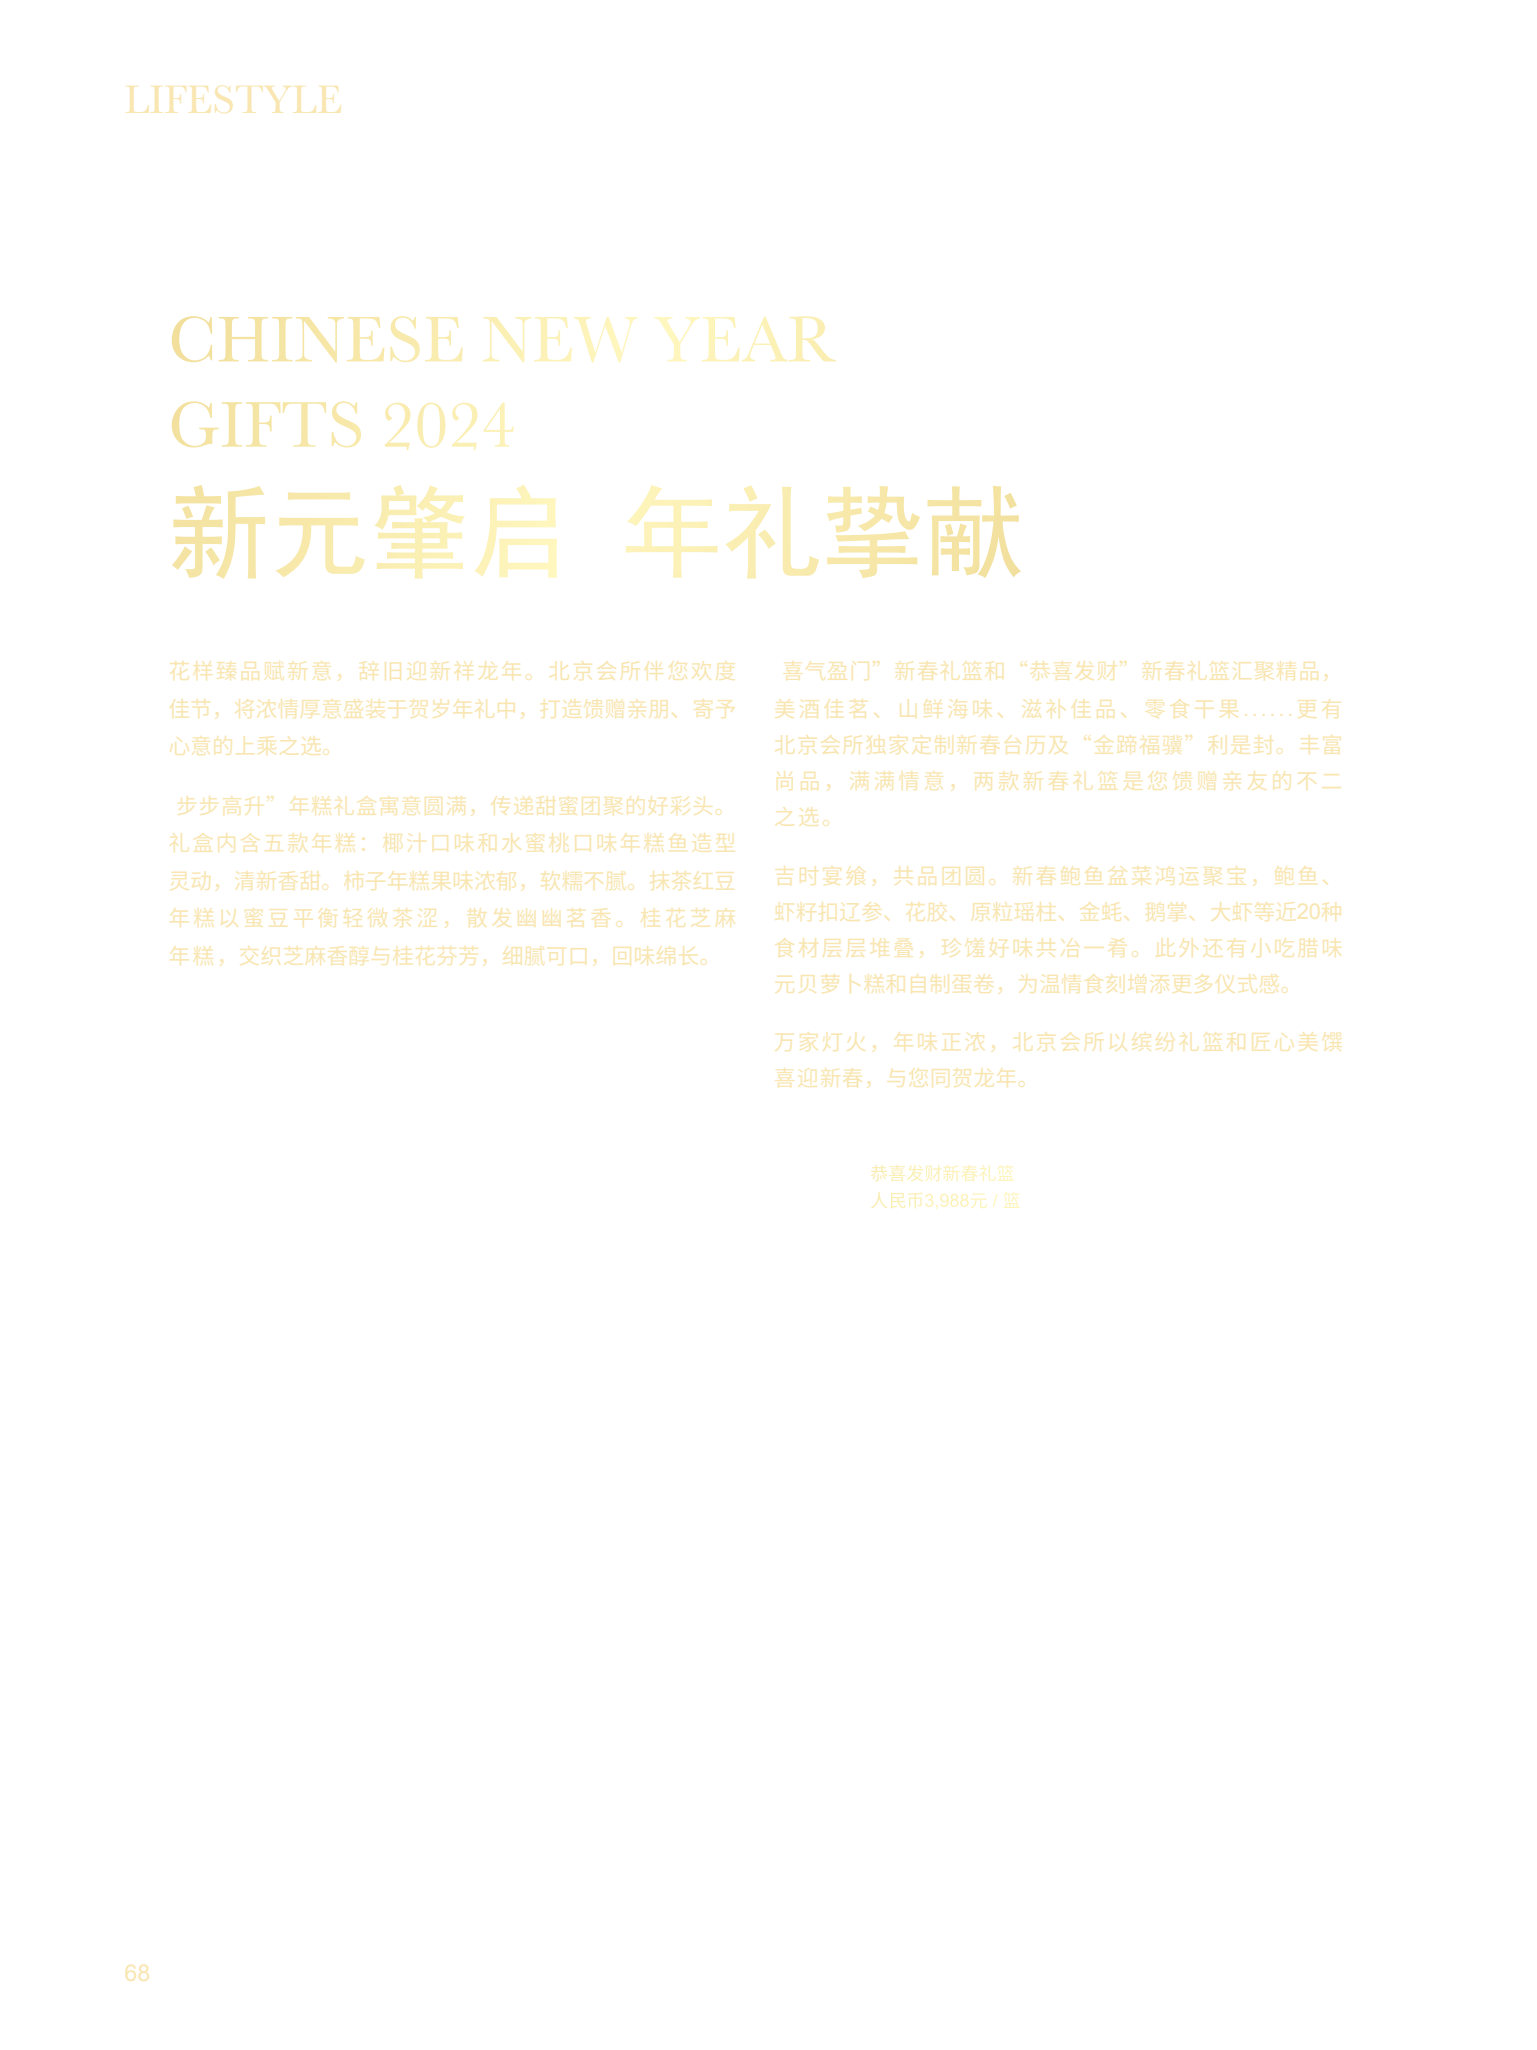 LIFESTYLE
CHINESE NEW YEAR
GIFTS 2024
新元肇启 年礼挚献
花样臻品赋新意，辞旧迎新祥龙年。北京会所伴您欢度
佳节，将浓情厚意盛装于贺岁年礼中，打造馈赠亲朋、寄予
心意的上乘之选。
步步高升”年糕礼盒寓意圆满，传递甜蜜团聚的好彩头。
礼盒内含五款年糕：椰汁口味和水蜜桃口味年糕鱼造型
灵动，清新香甜。柿子年糕果味浓郁，软糯不腻。抹茶红豆
年糕以蜜豆平衡轻微茶涩，散发幽幽茗香。桂花芝麻
年糕，交织芝麻香醇与桂花芬芳，细腻可口，回味绵长。
喜气盈门”新春礼篮和“恭喜发财”新春礼篮汇聚精品，
美酒佳茗、山鲜海味、滋补佳品、零食干果......更有
北京会所独家定制新春台历及“金蹄福骥”利是封。丰富
尚品，满满情意，两款新春礼篮是您馈赠亲友的不二
之选。
吉时宴飨，共品团圆。新春鲍鱼盆菜鸿运聚宝，鲍鱼、
虾籽扣辽参、花胶、原粒瑶柱、金蚝、鹅掌、大虾等近20种
食材层层堆叠，珍馐好味共冶一肴。此外还有小吃腊味
元贝萝卜糕和自制蛋卷，为温情食刻增添更多仪式感。
万家灯火，年味正浓，北京会所以缤纷礼篮和匠心美馔
喜迎新春，与您同贺龙年。
恭喜发财新春礼篮
人民币3,988元 / 篮
68